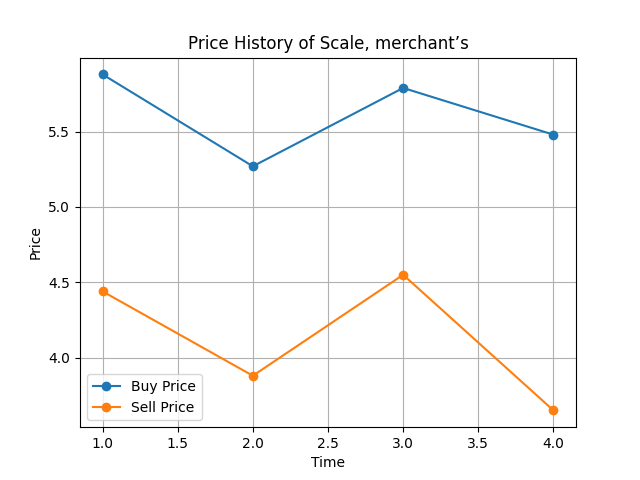 Price History of Scale, merchant’s
Price
5.5
5.0
4.5
4.0
Buy Price
Sell Price
1.0 1.5 2.0 2.5 3.0 3.5 4.0
Time